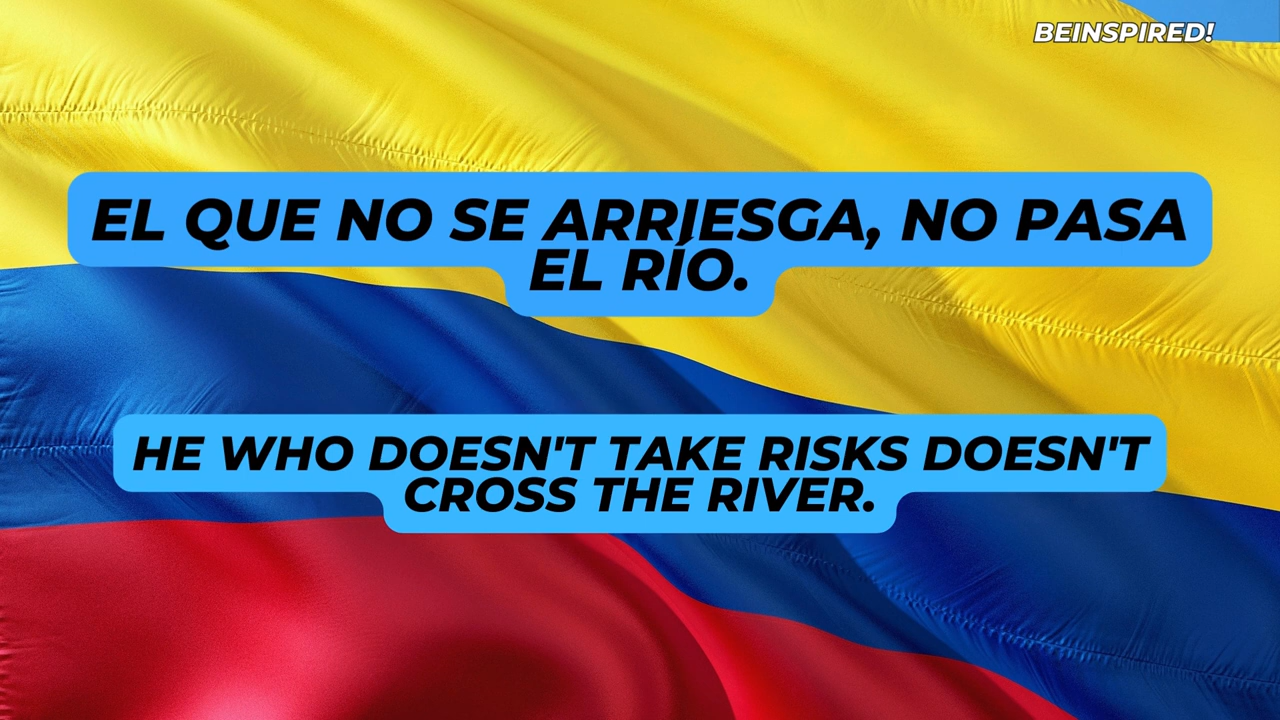 BEINSPIRED!
EL QUE NO SE ARRIESGA, NO PASA
EL RÍO.
HE WHO DOESN'T TAKE RISKS DOESN'T
CROSS THE RIVER.